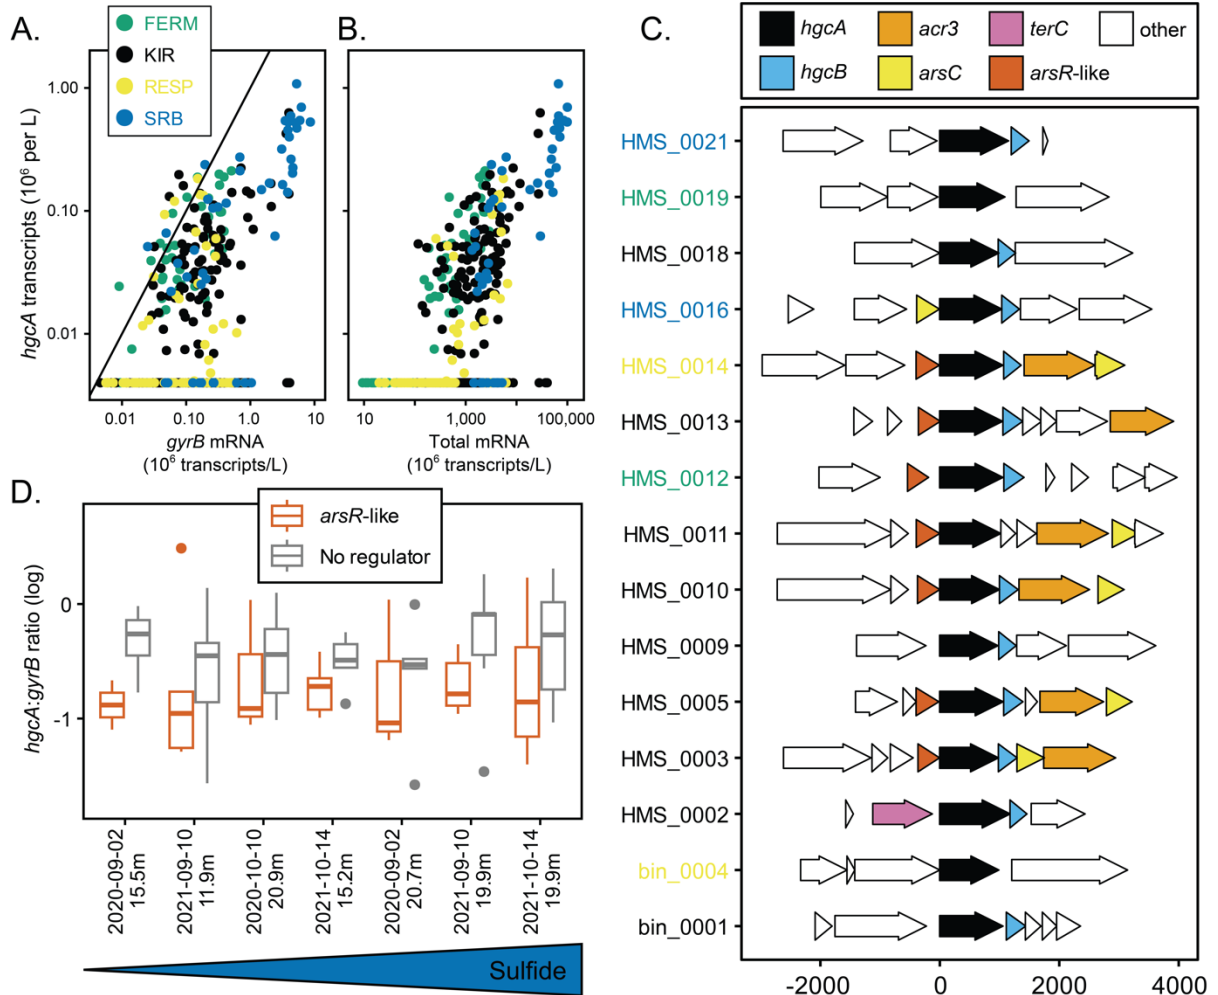 A.
FERM
KIR
RESP
SRB
1.00
0.10
0.01
hgcA transcripts (10⁶ per L)
0.01
0.10
1.0
10
gyrB mRNA
(10⁶ transcripts/L)
B.
10
1,000
100,000
Total mRNA
(10⁶ transcripts/L)
C.
hgcA
acr3
terC
other
hgcB
arsC
arsR-like
HMS_0021
HMS_0019
HMS_0018
HMS_0016
HMS_0014
HMS_0013
HMS_0012
HMS_0011
HMS_0010
HMS_0009
HMS_0005
HMS_0003
HMS_0002
bin_0004
bin_0001
-2000
0
2000
4000
D.
arsR-like
No regulator
0
-1
hgcA:gyrB ratio (log)
2020-09-02
15.5m
2021-09-10
11.9m
2020-10-10
20.9m
2021-10-14
15.2m
2020-09-02
20.7m
2021-09-10
19.9m
2021-10-14
19.9m
Sulfide